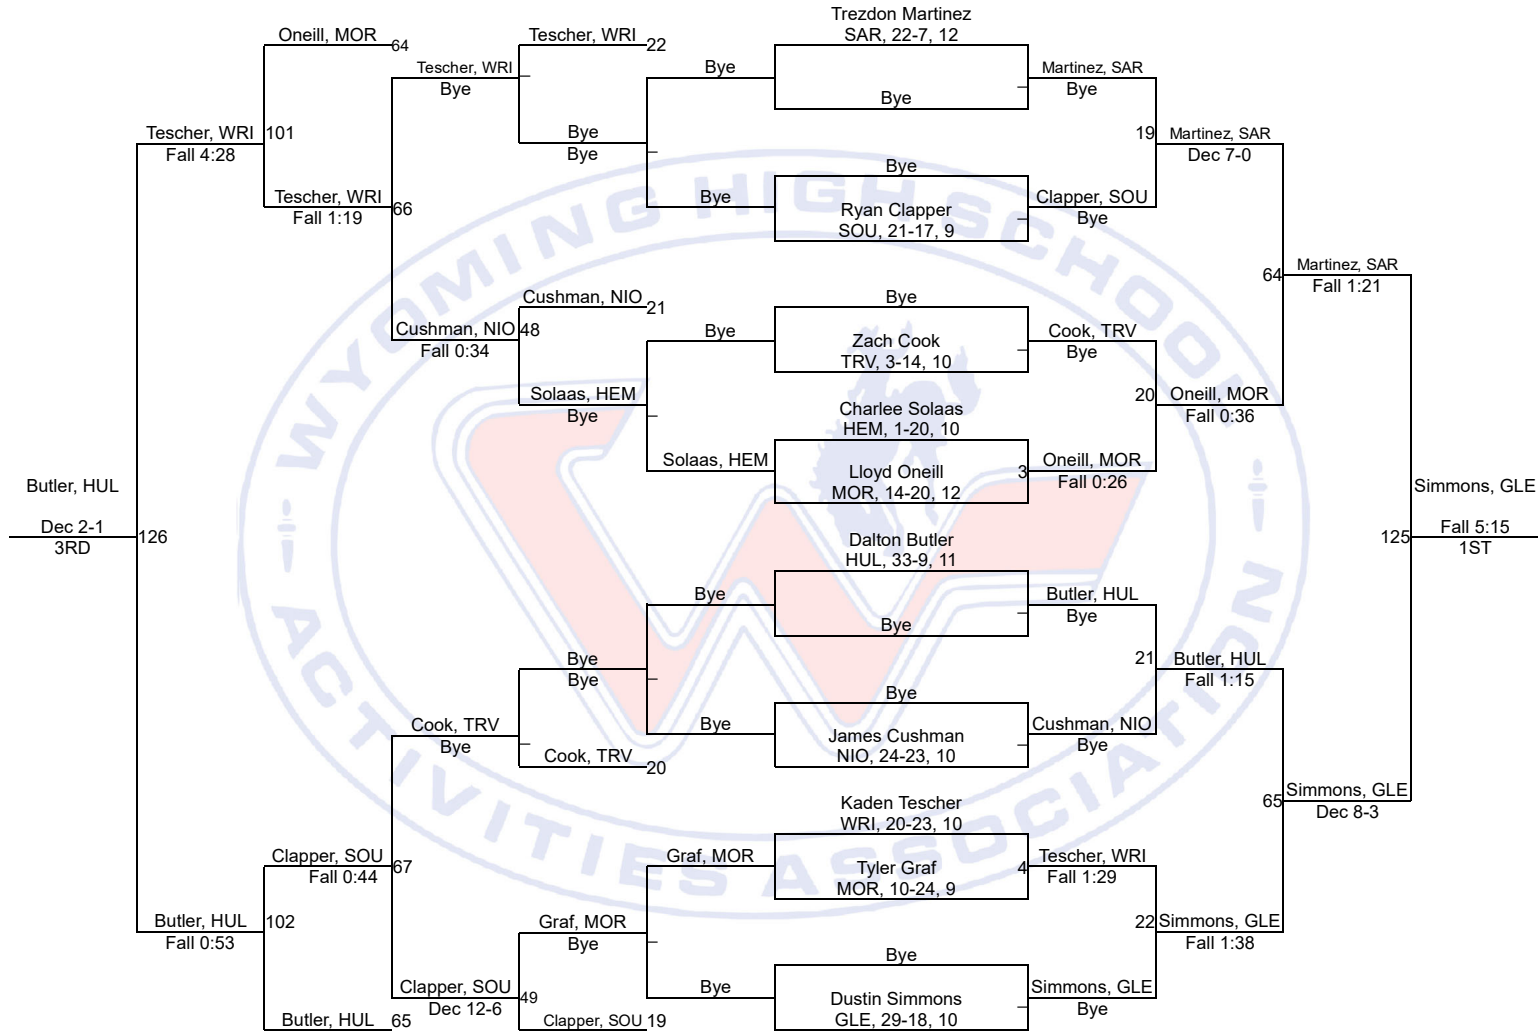 Trezdon Martinez
Oneill, MOR 64
Tescher, WRI 22
SAR, 22-7, 12
Tescher, WRI
Bye
Martinez, SAR
Bye
Bye
Bye
Tescher, WRI 101
Bye
19 Martinez, SAR
Fall 4:28
Bye
Dec 7-0
Bye
Tescher, WRI
Bye
Clapper, SOU
Fall 1:19
66
Ryan Clapper
Bye
SOU, 21-17, 9
WYOMING HIGH SCHOOL
64 Martinez, SAR
Fall 1:21
Cushman, NIO 21
Bye
Cushman, NIO 48
Bye
Zach Cook
Cook, TRV
Fall 0:34
TRV, 3-14, 10
Bye
Solaas, HEM
20 Oneill, MOR
Bye
Charlee Solaas
Fall 0:36
HEM, 1-20, 10
Solaas, HEM
Lloyd Oneill
3 Oneill, MOR
MOR, 14-20, 12
Fall 0:26
Butler, HUL
Simmons, GLE
Dec 2-1
126
Dalton Butler
125
Fall 5:15
3RD
HUL, 33-9, 11
1ST
Bye
Butler, HUL
Bye
Bye
Bye
21 Butler, HUL
Bye
Fall 1:15
Bye
Cook, TRV
Bye
James Cushman
Cushman, NIO
Bye
NIO, 24-23, 10
Bye
Cook, TRV 20
65 Simmons, GLE
Kaden Tescher
Dec 8-3
WRI, 20-23, 10
Clapper, SOU
67
Graf, MOR
Tyler Graf
4 Tescher, WRI
Fall 0:44
MOR, 10-24, 9
Fall 1:29
ACTIVITIES ASSOCIATION
Butler, HUL 102
Graf, MOR
22 Simmons, GLE
Fall 0:53
Bye
Fall 1:38
Bye
Clapper, SOU
49
Bye
Dustin Simmons
Simmons, GLE
Dec 12-6
GLE, 29-18, 10
Bye
Butler, HUL 65
Clapper, SOU 19